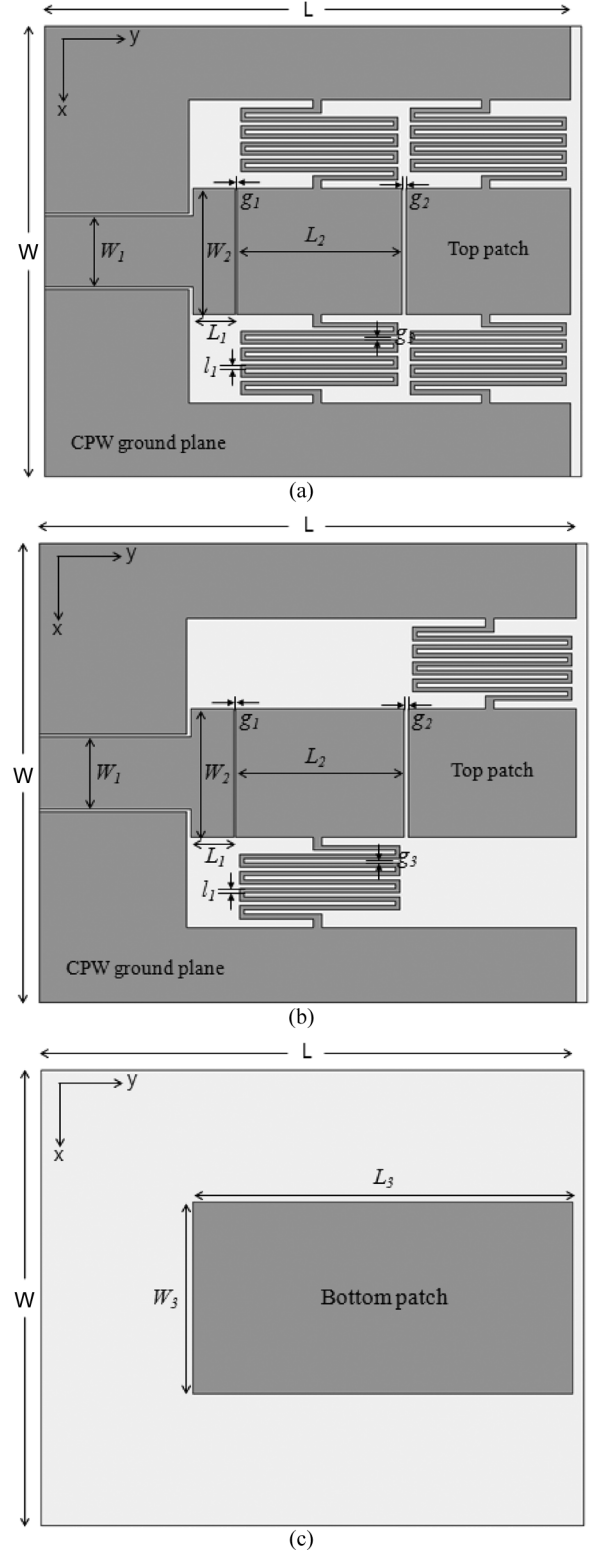 L
y
x
g1
g2
W
W1
W2
L2
Top patch
L1
g3
l1
CPW ground plane
(a)
L
y
x
g1
g2
W
W1
W2
L2
Top patch
L1
g3
l1
CPW ground plane
(b)
L
y
x
L3
W
W3
Bottom patch
(c)